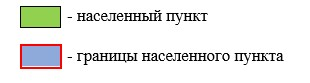 - населенный пункт
- границы населенного пункта